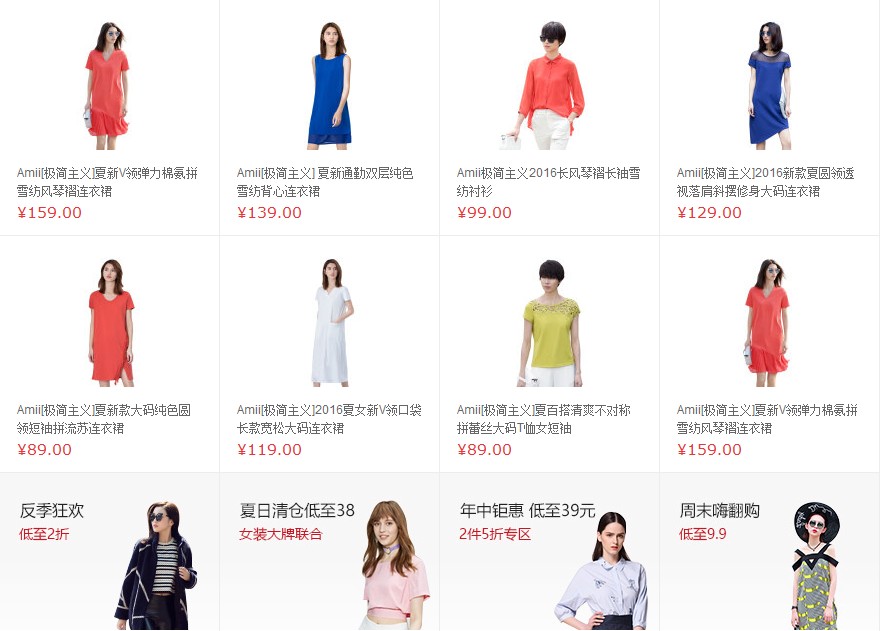 Amii[极简主义]夏新V领弹力棉氨拼
雪纺风琴褶连衣裙
¥159.00
Amii[极简主义] 夏新通勤双层纯色
雪纺背心连衣裙
¥139.00
Amii极简主义2016长风琴褶长袖雪
纺衬衫
¥99.00
Amii[极简主义]2016新款夏圆领透
视落肩斜摆修身大码连衣裙
¥129.00
Amii[极简主义]夏新款大码纯色圆
领短袖拼流苏连衣裙
¥89.00
Amii[极简主义]2016夏女新V领口袋
长款宽松大码连衣裙
¥119.00
Amii[极简主义]夏百搭清爽不对称
拼蕾丝大码T恤女短袖
¥89.00
Amii[极简主义]夏新V领弹力棉氨拼
雪纺风琴褶连衣裙
¥159.00
反季狂欢
低至2折
夏日清仓低至38
女装大牌联合
年中钜惠 低至39元
2件5折专区
周末嗨翻购
低至9.9